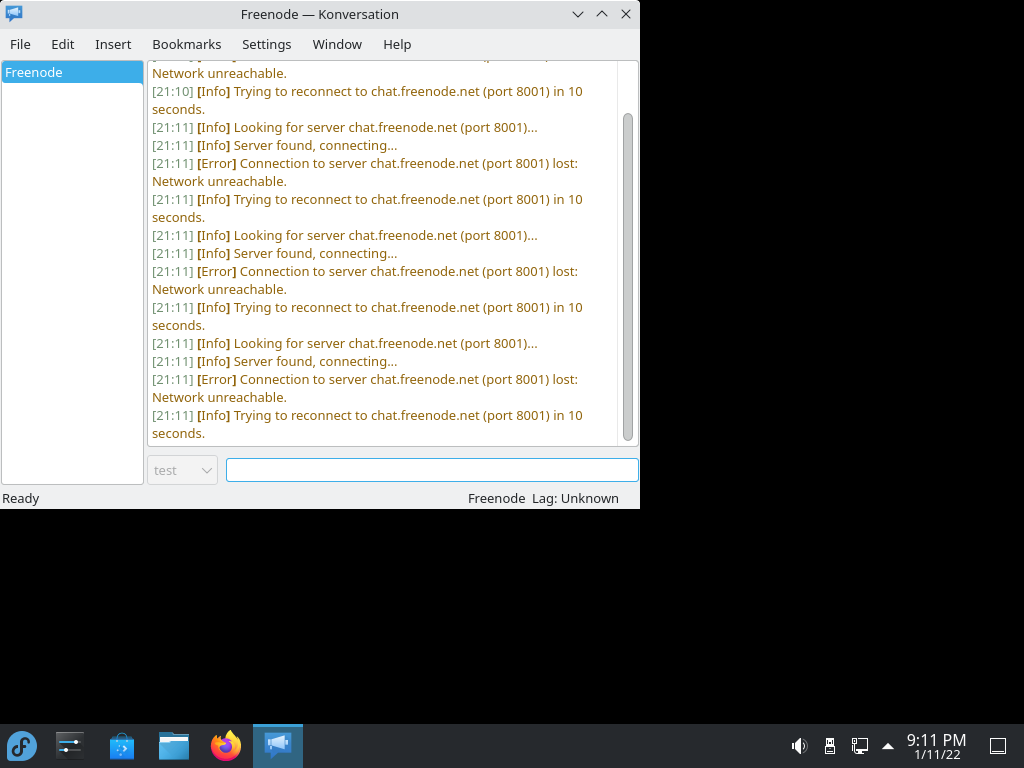 Freenode — Konversation
File Edit Insert Bookmarks Settings Window Help
Freenode
Network unreachable.
[21:10] [Info] Trying to reconnect to chat.freenode.net (port 8001) in 10
seconds.
[21:11] [Info] Looking for server chat.freenode.net (port 8001)...
[21:11] [Info] Server found, connecting...
[21:11] [Error] Connection to server chat.freenode.net (port 8001) lost:
Network unreachable.
[21:11] [Info] Trying to reconnect to chat.freenode.net (port 8001) in 10
seconds.
[21:11] [Info] Looking for server chat.freenode.net (port 8001)...
[21:11] [Info] Server found, connecting...
[21:11] [Error] Connection to server chat.freenode.net (port 8001) lost:
Network unreachable.
[21:11] [Info] Trying to reconnect to chat.freenode.net (port 8001) in 10
seconds.
[21:11] [Info] Looking for server chat.freenode.net (port 8001)...
[21:11] [Info] Server found, connecting...
[21:11] [Error] Connection to server chat.freenode.net (port 8001) lost:
Network unreachable.
[21:11] [Info] Trying to reconnect to chat.freenode.net (port 8001) in 10
seconds.
test
Ready
Freenode Lag: Unknown
9:11 PM
1/11/22